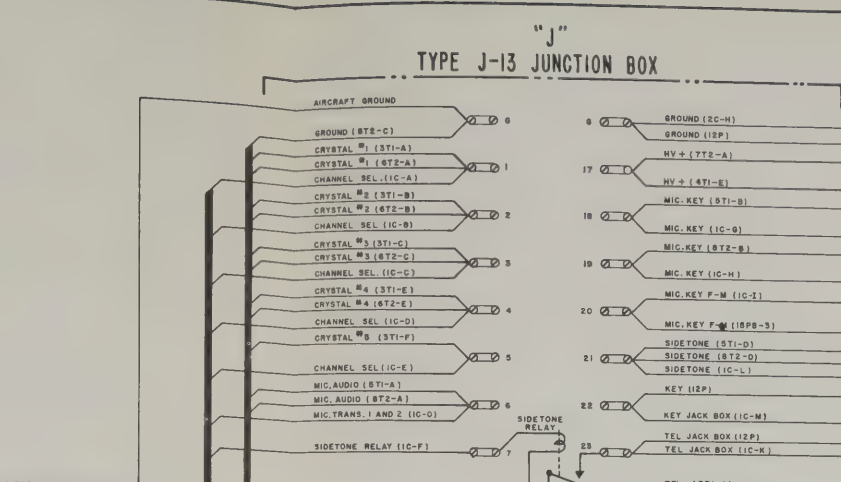 "J"
TYPE J-13 JUNCTION BOX
AIRCRAFT GROUND
G
GROUND (8T2-C)
CRYSTAL #1 (3T1-A)
CRYSTAL #1 (6T2-A)
1
CHANNEL SEL.(1C-A)
CRYSTAL #2 (3T1-B)
CRYSTAL #2 (6T2-B)
2
CHANNEL SEL (1C-B)
CRYSTAL #3 (3T1-C)
CRYSTAL #3 (6T2-C)
3
CHANNEL SEL. (1C-C)
CRYSTAL #4 (3T1-E)
CRYSTAL #4 (6T2-E)
4
CHANNEL SEL (1C-D)
CRYSTAL #5 (3T1-F)
5
CHANNEL SEL (1C-E)
MIC. AUDIO (5T1-A)
MIC. AUDIO (8T2-A)
6
MIC. TRANS. 1 AND 2 (1C-O)
SIDETONE RELAY (1C-F)
7
SIDETONE
RELAY
G
GROUND (2C-H)
GROUND (12P)
17
HV + (7T2-A)
HV + (4T1-E)
18
MIC. KEY (5T1-B)
MIC. KEY (1C-G)
19
MIC. KEY (8T2-B)
MIC. KEY (1C-H)
20
MIC. KEY F-M (1C-I)
MIC. KEY F-M (18PB-3)
21
SIDETONE (5T1-D)
SIDETONE (8T2-D)
SIDETONE (1C-L)
22
KEY (12P)
KEY JACK BOX (1C-M)
23
TEL JACK BOX (12P)
TEL JACK BOX (1C-K)